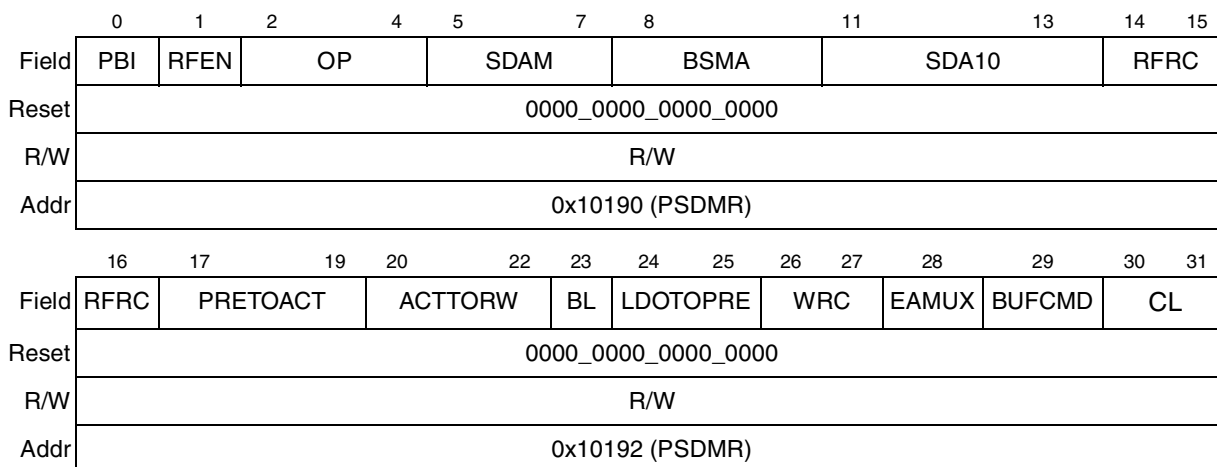 0 1 2 4 5 7 8 11 13 14 15
Field PBI RFEN OP SDAM BSMA SDA10 RFRC
Reset 0000_0000_0000_0000
R/W R/W
Addr 0x10190 (PSDMR)
16 17 19 20 22 23 24 25 26 27 28 29 30 31
Field RFRC PRETOACT ACTTORW BL LDOTOPRE WRC EAMUX BUFCMD CL
Reset 0000_0000_0000_0000
R/W R/W
Addr 0x10192 (PSDMR)